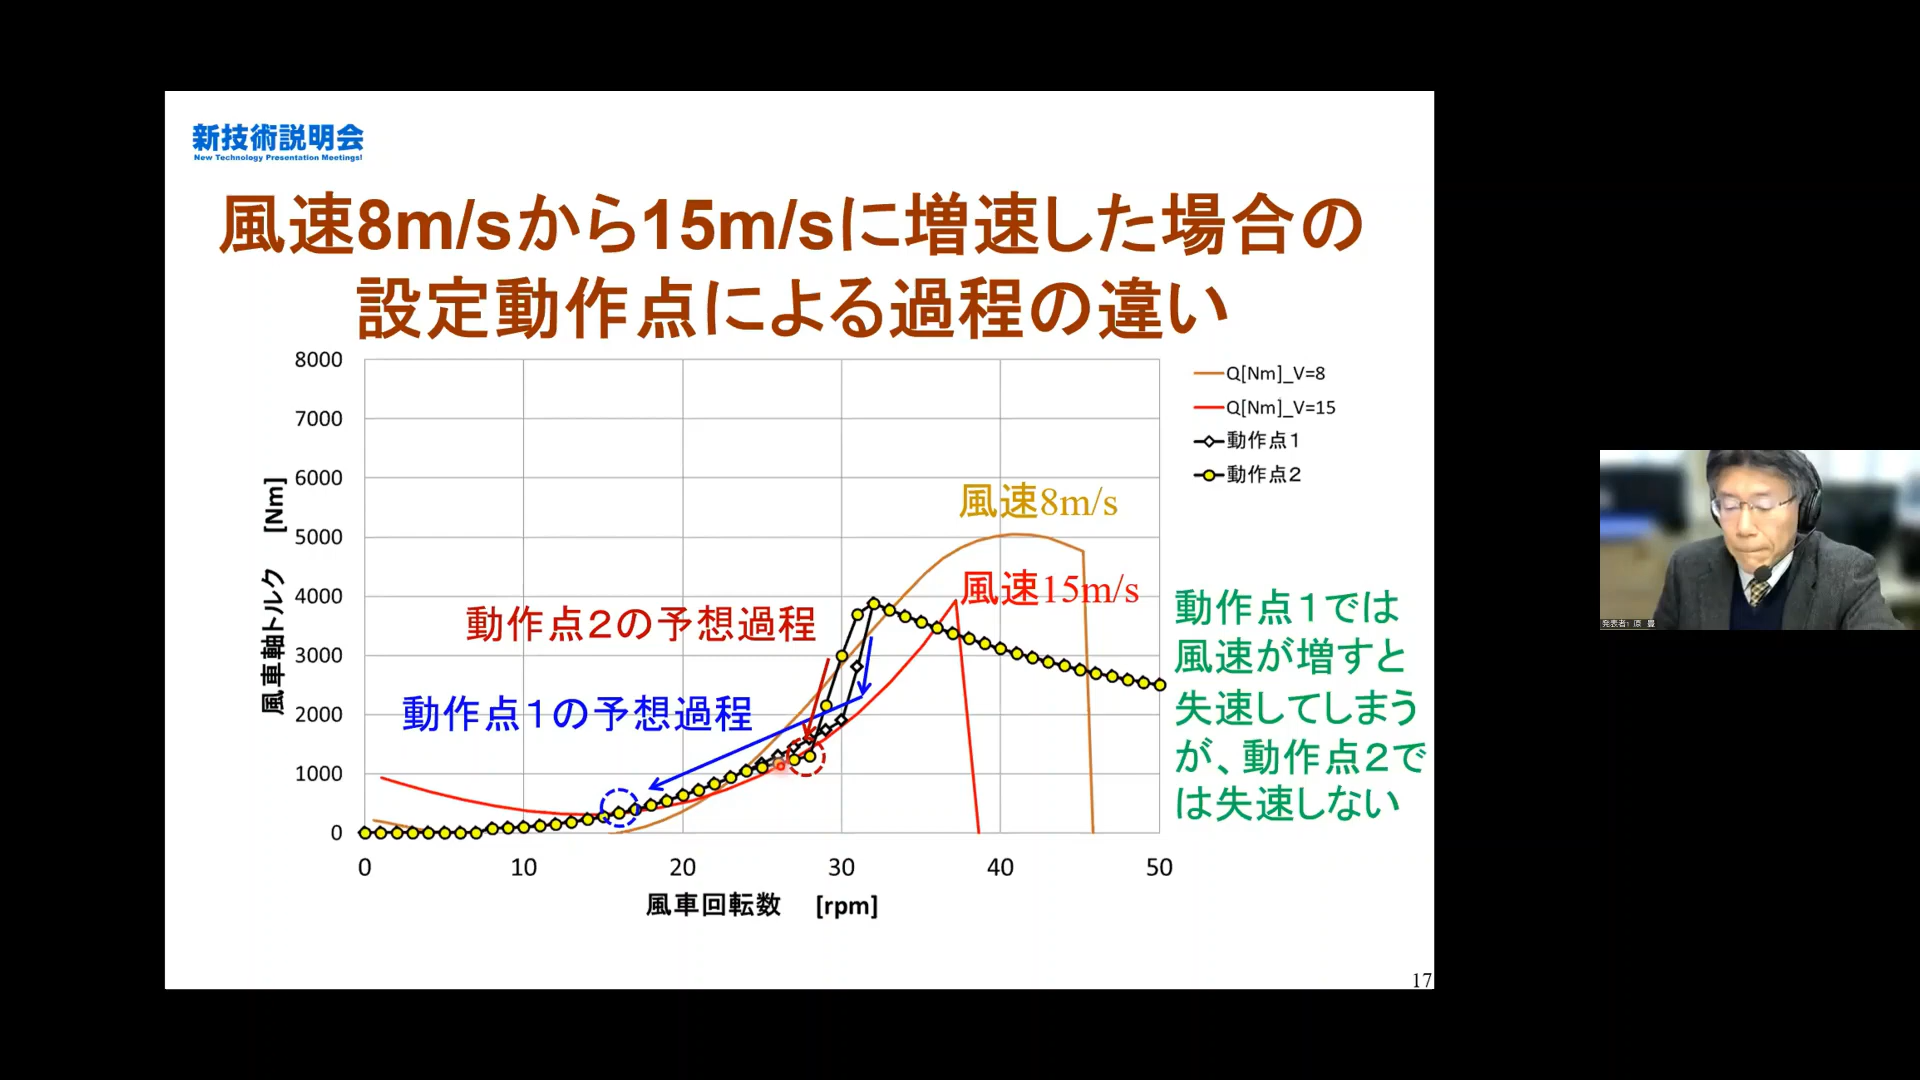 新技術説明会
New Technology Presentation Meetings!
風速8m/sから15m/sに増速した場合の
設定動作点による過程の違い
8000
7000
6000
5000
4000
3000
2000
1000
0
風車軸トルク [Nm]
0 10 20 30 40 50
風車回転数 [rpm]
Q[Nm]_V=8
Q[Nm]_V=15
動作点1
動作点2
風速8m/s
風速15m/s
動作点2の予想過程
動作点1の予想過程
動作点1では
風速が増すと
失速してしまう
が、動作点2で
は失速しない
17
発表者1: 原 豊